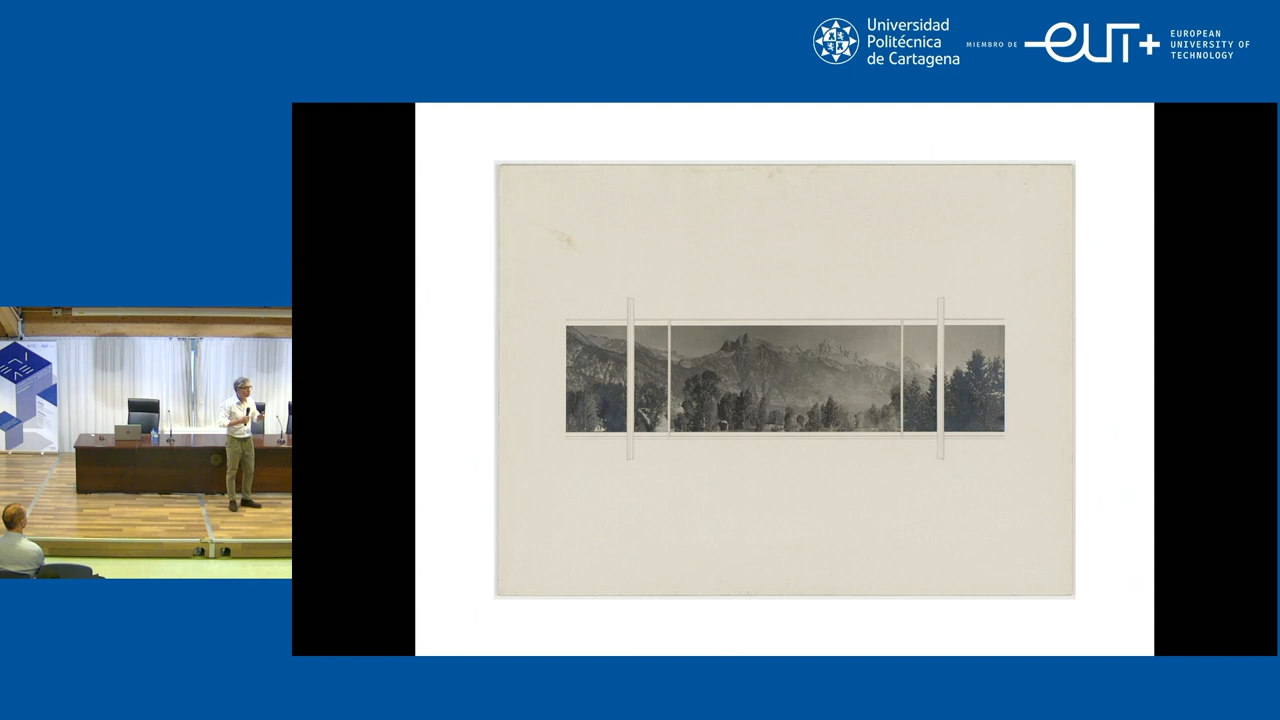 Universidad
Politécnica
de Cartagena
MIEMBRO DE
eut+
EUROPEAN
UNIVERSITY OF
TECHNOLOGY